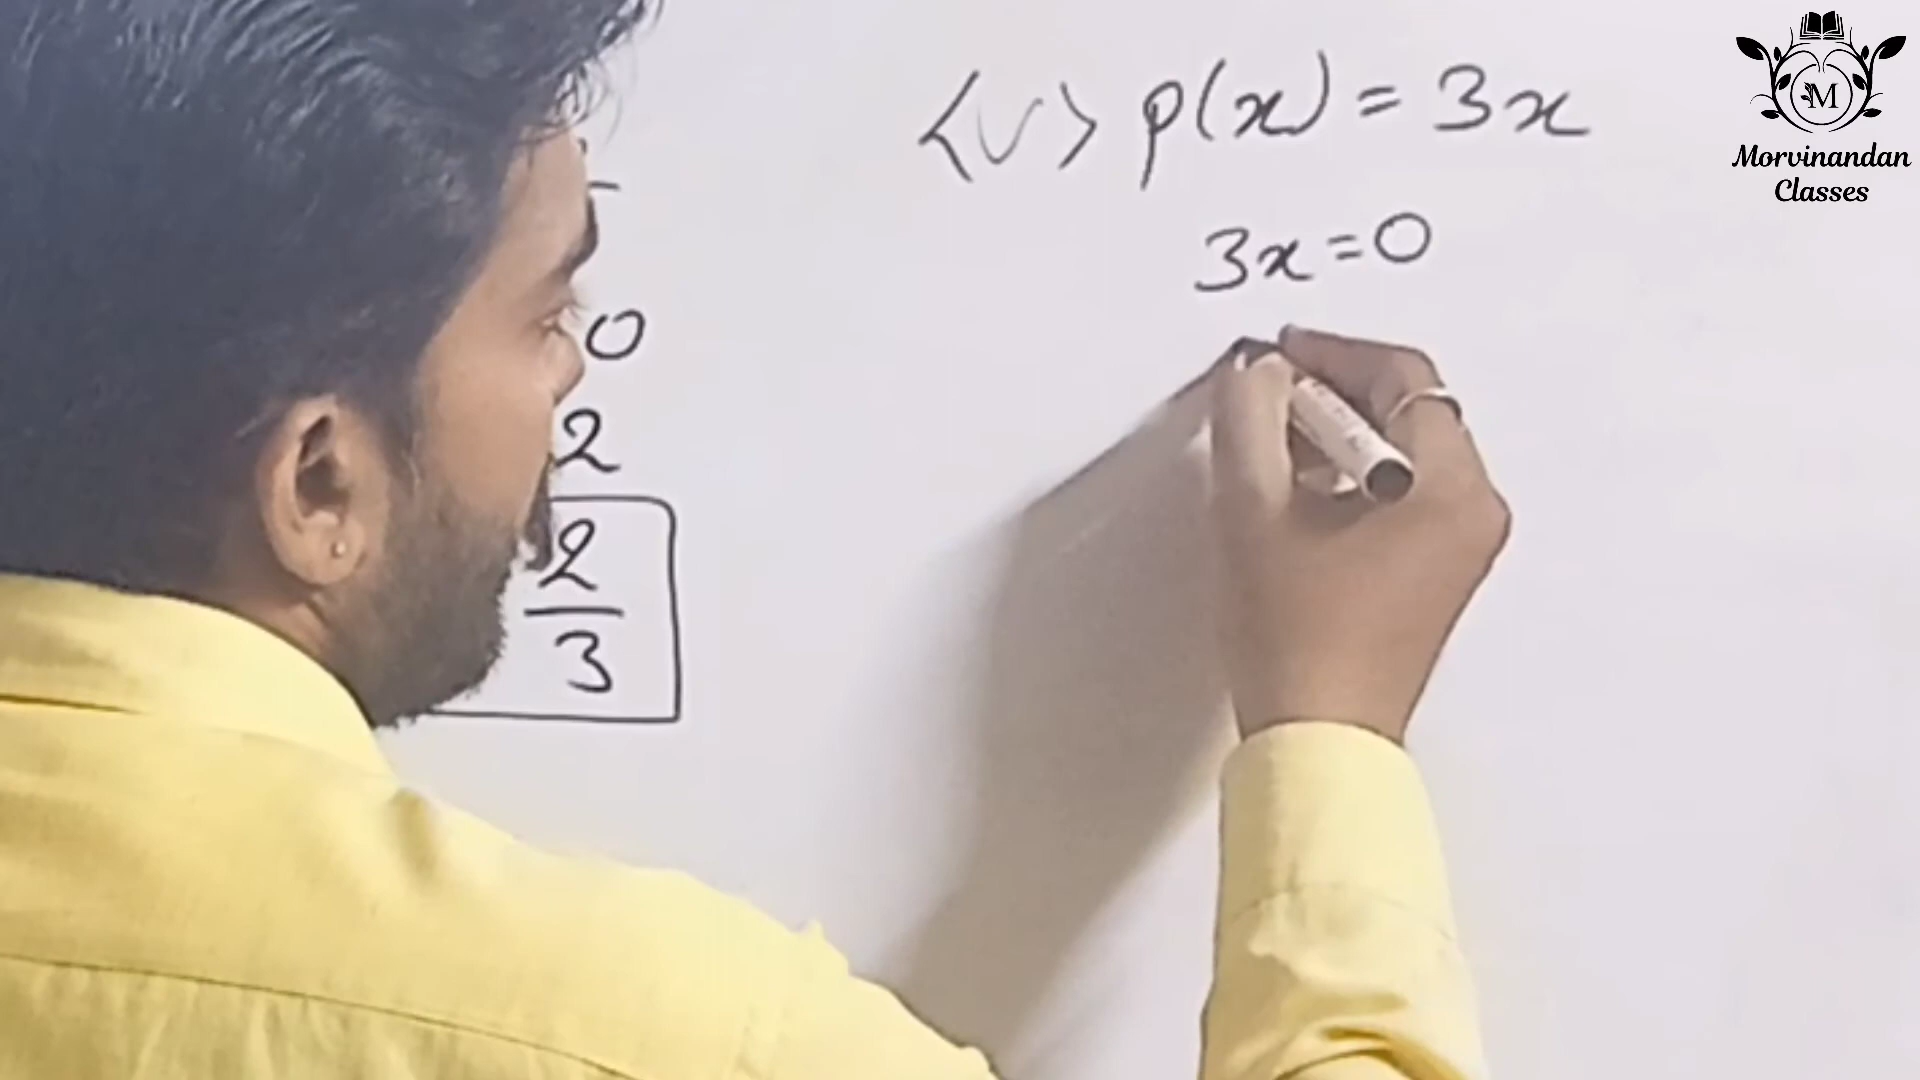 <v> p(x) = 3x
3x=0
0
2
2
3
M
Morvinandan
Classes